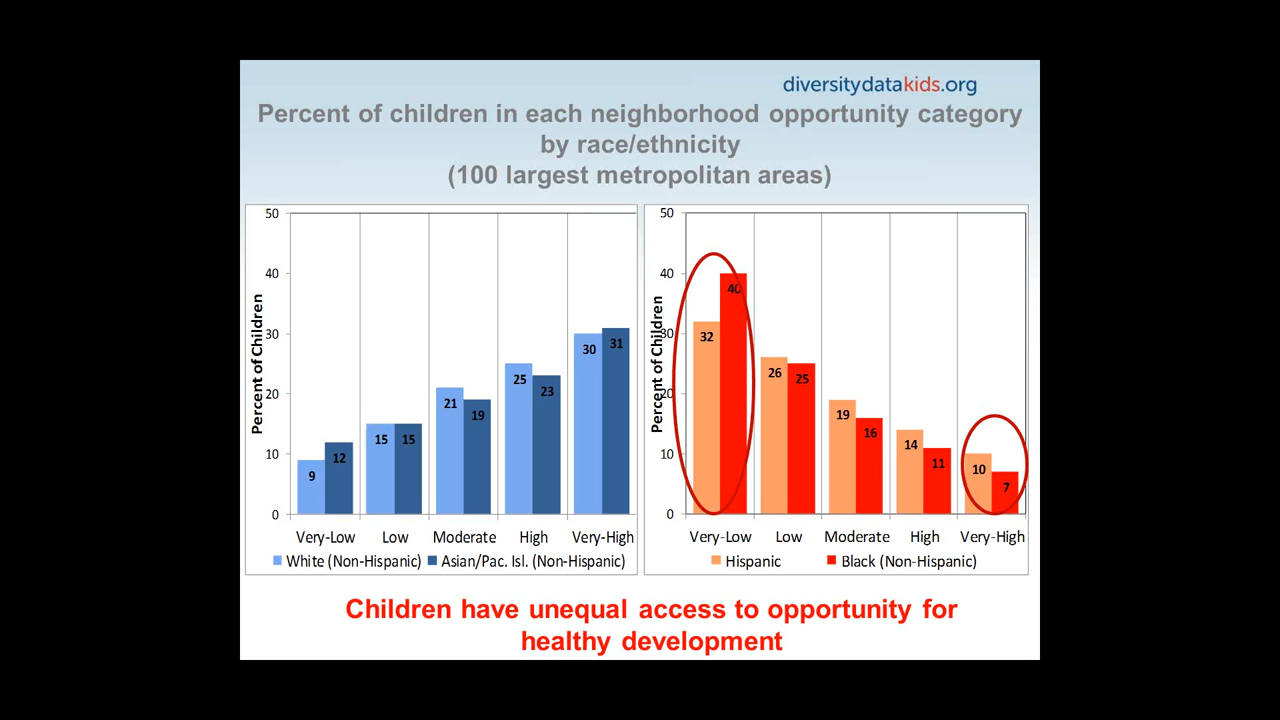 diversitydatakids.org
Percent of children in each neighborhood opportunity category
by race/ethnicity
(100 largest metropolitan areas)
50
40
30
20
10
0
Percent of Children
9
12
15
15
21
19
25
23
30
31
Very-Low
Low
Moderate
High
Very-High
White (Non-Hispanic)
Asian/Pac. Isl. (Non-Hispanic)
50
40
30
20
10
0
Percent of Children
32
40
26
25
19
16
14
11
10
7
Very-Low
Low
Moderate
High
Very-High
Hispanic
Black (Non-Hispanic)
Children have unequal access to opportunity for
healthy development